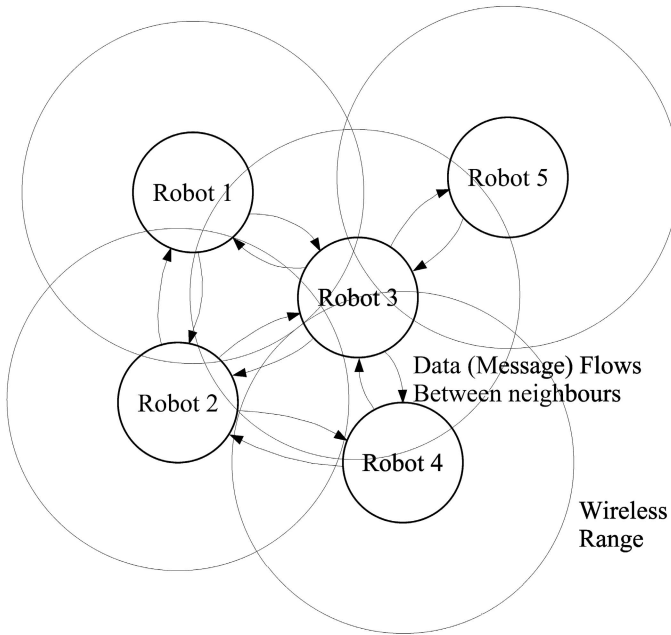 Robot 1
Robot 5
Robot 3
Data (Message) Flows
Between neighbours
Robot 2
Robot 4
Wireless
Range